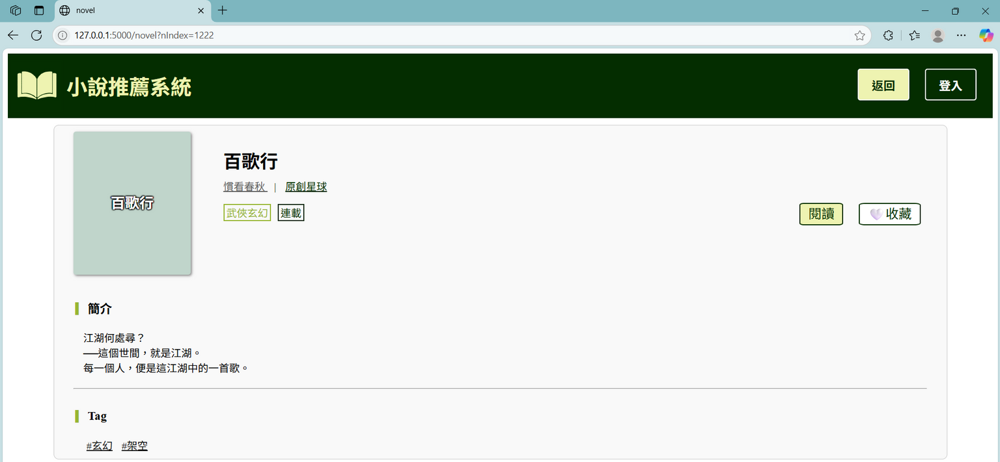 novel
127.0.0.1:5000/novel?nIndex=1222
小說推薦系統
返回
登入
百歌行
百歌行
慣看春秋 | 原創星球
武俠玄幻 連載
閱讀
收藏
簡介
江湖何處尋？
──這個世間，就是江湖。
每一個人，便是這江湖中的一首歌。
Tag
#玄幻 #架空